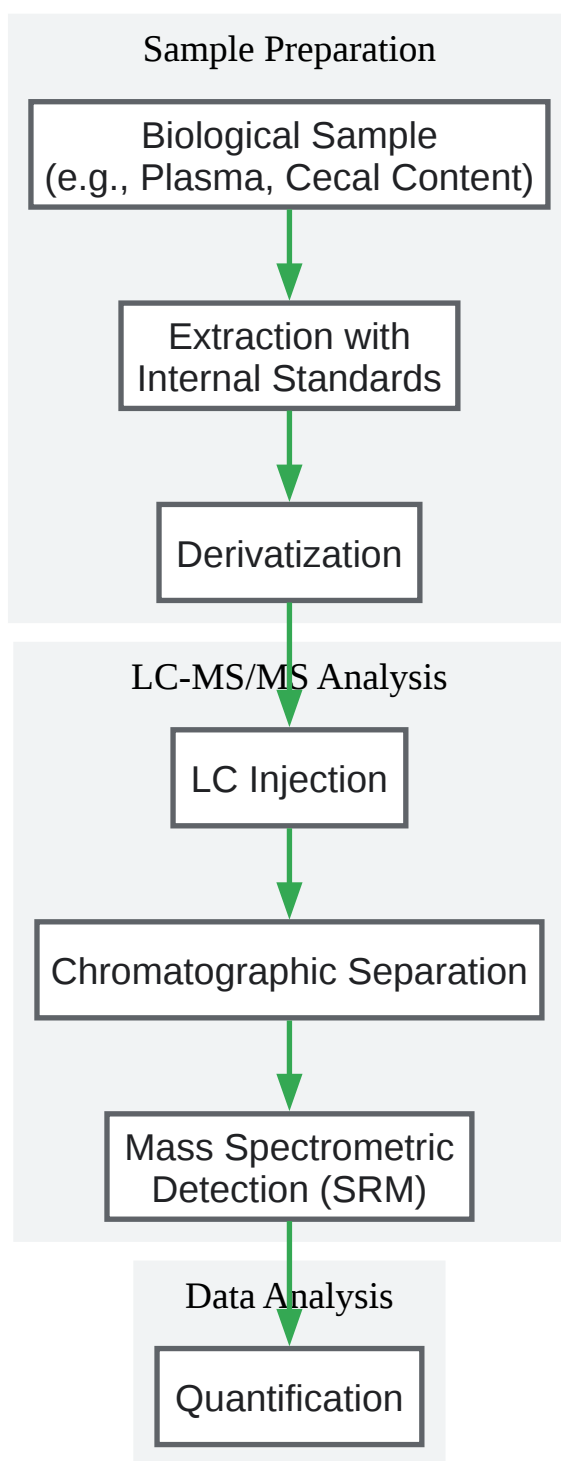 Sample Preparation
Biological Sample
(e.g., Plasma, Cecal Content)
Extraction with
Internal Standards
Derivatization
LC-MS/MS Analysis
LC Injection
Chromatographic Separation
Mass Spectrometric
Detection (SRM)
Data Analysis
Quantification